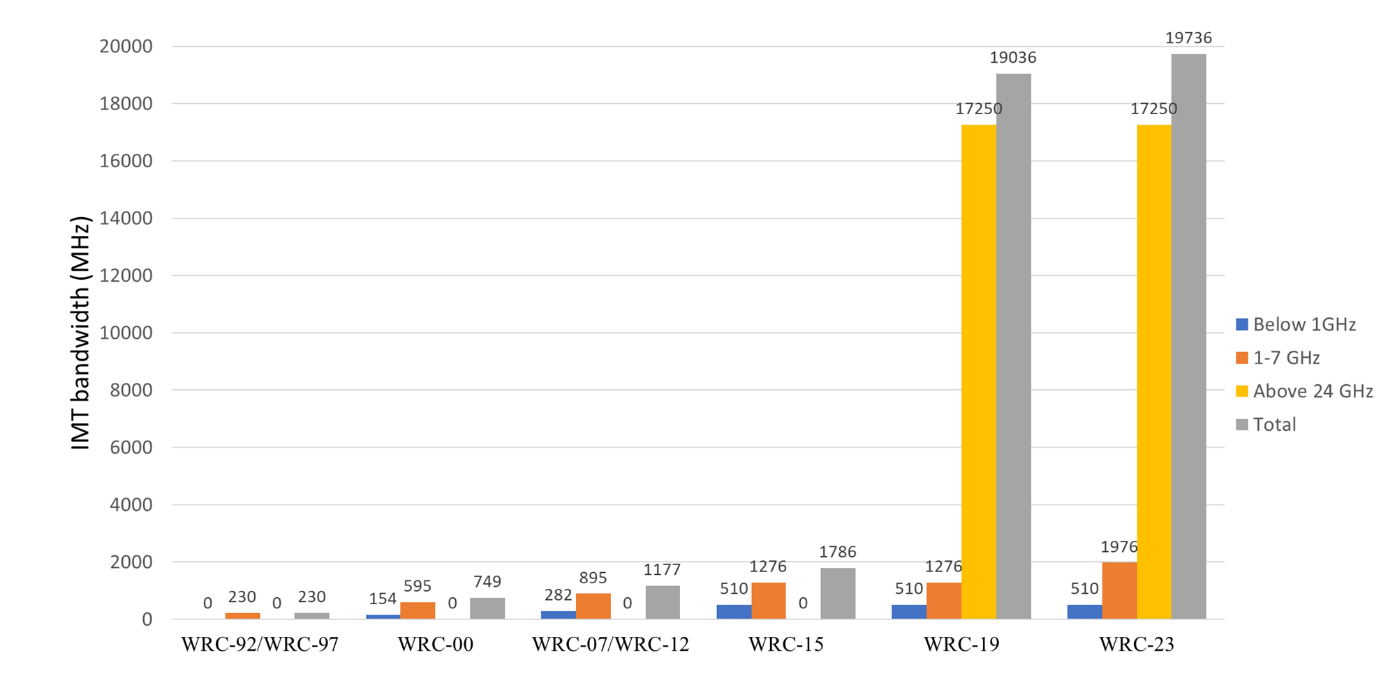 20000
18000
16000
14000
12000
10000
8000
6000
4000
2000
0
IMT bandwidth (MHz)
0 230 0 230
154 595 0 749
282 895 0 1177
510 1276 0 1786
510 1276 17250 19036
510 1976 17250 19736
WRC-92/WRC-97 WRC-00 WRC-07/WRC-12 WRC-15 WRC-19 WRC-23
Below 1GHz
1-7 GHz
Above 24 GHz
Total